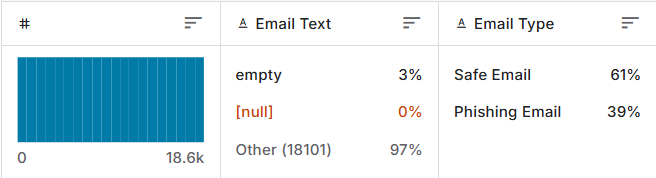 # A Email Text A Email Type
empty 3% Safe Email 61%
[null] 0% Phishing Email 39%
Other (18101) 97%
0 18.6k